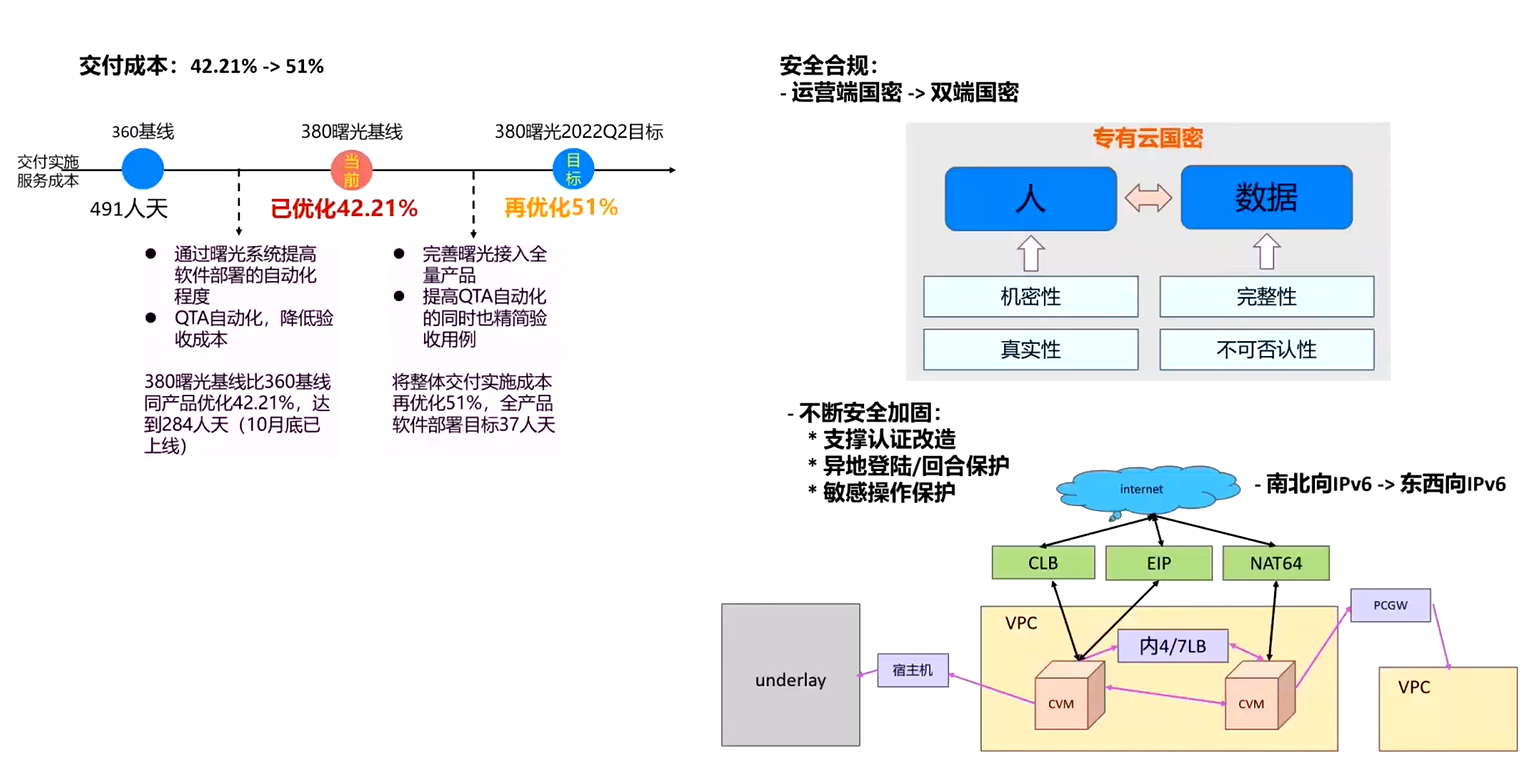 交付成本：42.21% -> 51%
360基线
380曙光基线
380曙光2022Q2目标
交付实施
服务成本
当
前
目
标
491人天
已优化42.21%
再优化51%
● 通过曙光系统提高
软件部署的自动化
程度
● QTA自动化，降低验
收成本
380曙光基线比360基线
同产品优化42.21%，达
到284人天（10月底已
上线）
● 完善曙光接入全
量产品
● 提高QTA自动化
的同时也精简验
收用例
将整体交付实施成本
再优化51%，全产品
软件部署目标37人天
安全合规：
- 运营端国密 -> 双端国密
专有云国密
人
数据
机密性
完整性
真实性
不可否认性
- 不断安全加固：
* 支撑认证改造
* 异地登陆/回合保护
* 敏感操作保护
- 南北向IPv6 -> 东西向IPv6
internet
CLB
EIP
NAT64
PCGW
VPC
内4/7LB
宿主机
underlay
CVM
CVM
VPC